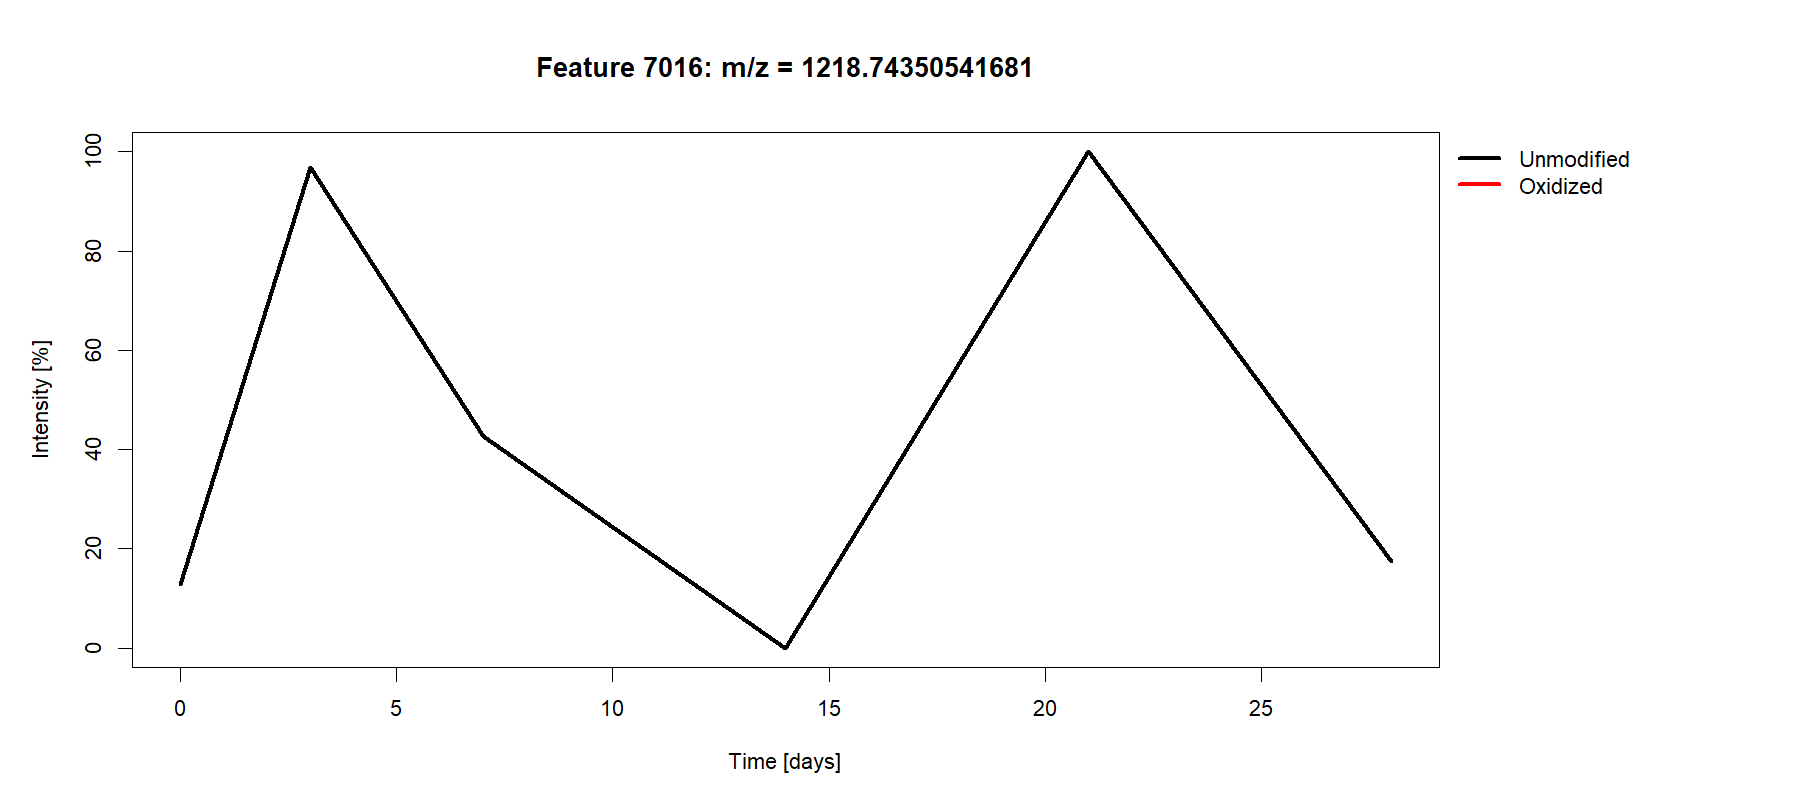 Feature 7016: m/z = 1218.74350541681
Unmodified
Oxidized
Intensity [%]
100
80
60
40
20
0
0 5 10 15 20 25
Time [days]